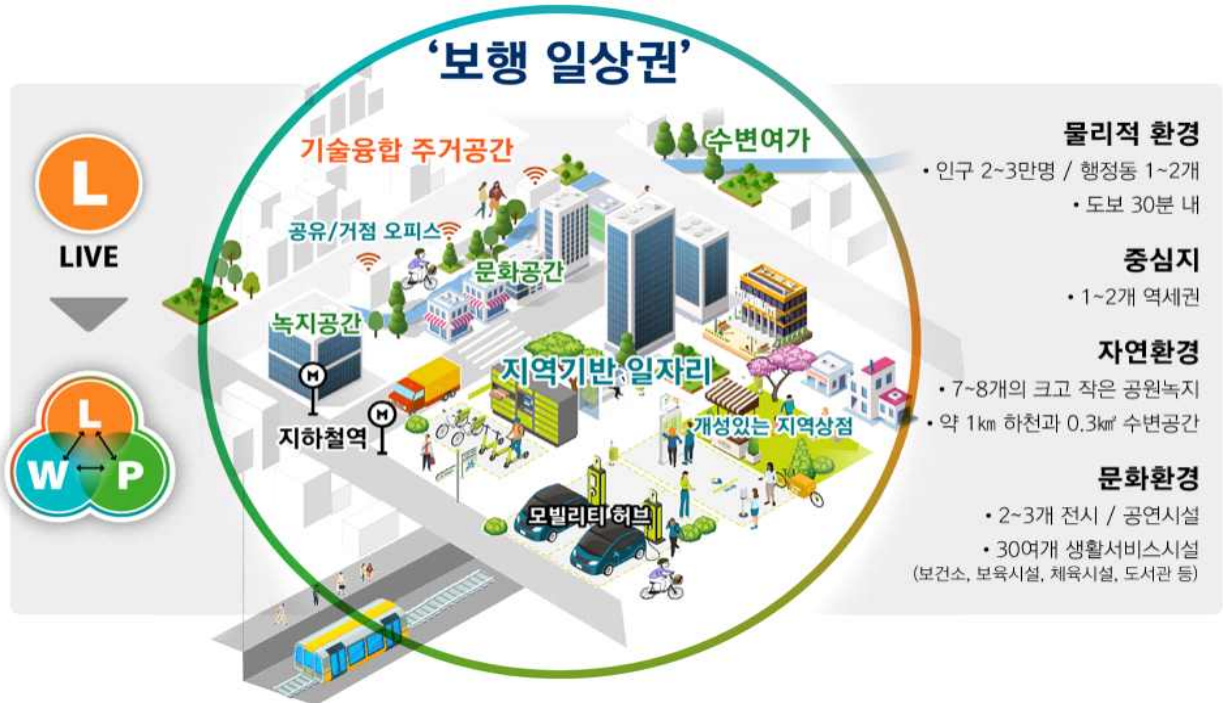 ‘보행 일상권’
L
LIVE
L
W
P
기술융합 주거공간
수변여가
공유/거점 오피스
문화공간
녹지공간
M
지역기반 일자리
M
지하철역
개성있는 지역상점
모빌리티 허브
물리적 환경
• 인구 2~3만명 / 행정동 1~2개
• 도보 30분 내
중심지
• 1~2개 역세권
자연환경
• 7~8개의 크고 작은 공원녹지
• 약 1㎞ 하천과 0.3㎢ 수변공간
문화환경
• 2~3개 전시 / 공연시설
• 30여개 생활서비스시설
(보건소, 보육시설, 체육시설, 도서관 등)